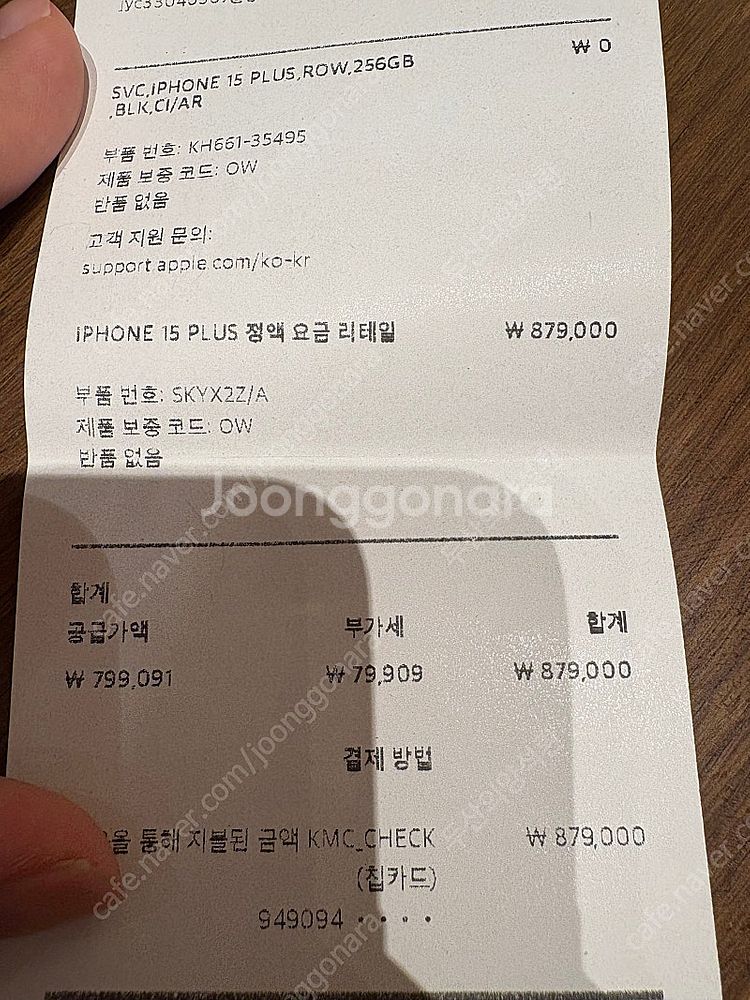 SVC,IPHONE 15 PLUS,ROW,256GB ₩ 0
,BLK,CI/AR
부품 번호: KH661-35495
제품 보증 코드: OW
반품 없음
고객 지원 문의:
support.apple.com/ko-kr
IPHONE 15 PLUS 정액 요금 리테일 ₩ 879,000
부품 번호: SKYX2Z/A
제품 보증 코드: OW
반품 없음
Joonggonara
합계
공급가액 부가세 합계
₩ 799,091 ₩ 79,909 ₩ 879,000
결제 방법
을 통해 지불된 금액 KMC_CHECK ₩ 879,000
(칩카드)
949094 • • • •
cafe.naver.com/joonggonara